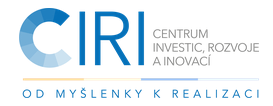 CIRI
CENTRUM
INVESTIC, ROZVOJE
A INOVACÍ
OD MYŠLENKY K REALIZACI